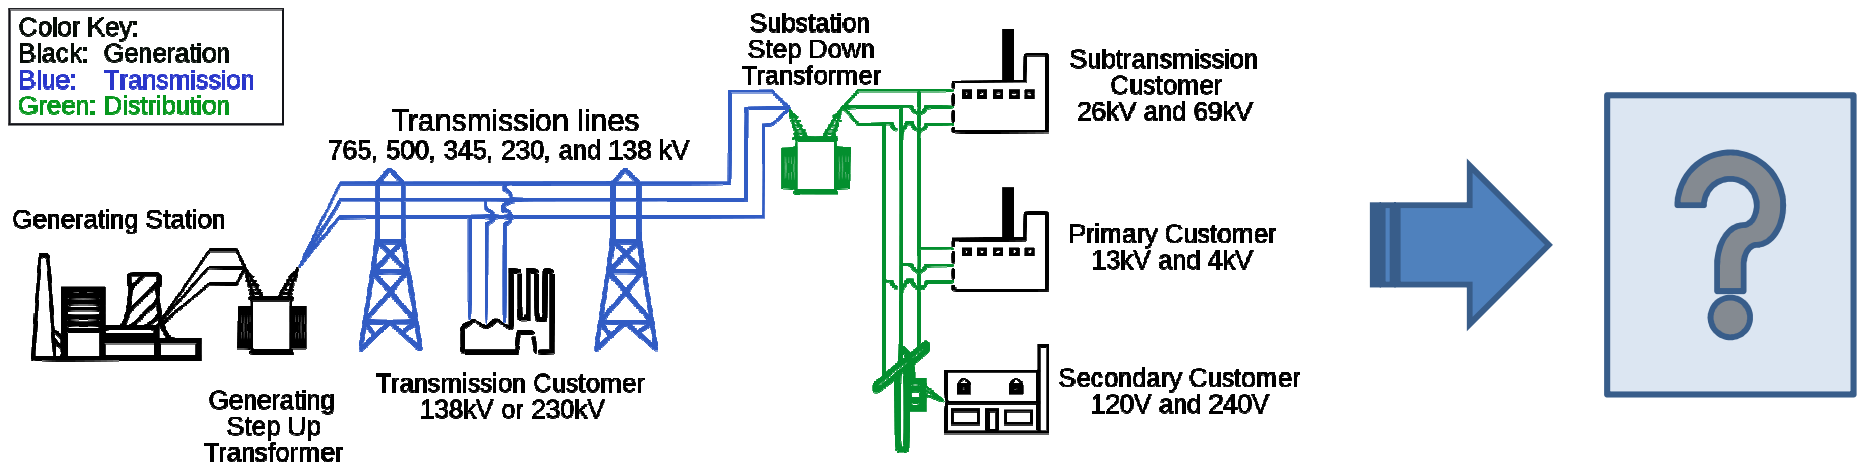 Color Key:
Black: Generation
Blue: Transmission
Green: Distribution
Substation
Step Down
Transformer
Subtransmission
Customer
26kV and 69kV
Transmission lines
765, 500, 345, 230, and 138 kV
Generating Station
Primary Customer
13kV and 4kV
Transmission Customer
138kV or 230kV
Secondary Customer
120V and 240V
Generating
Step Up
Transformer
?